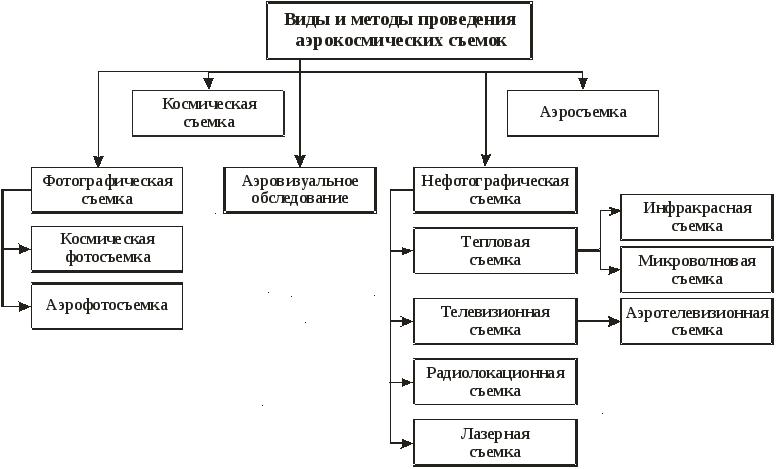 Виды и методы проведения
аэрокосмических съемок
Космическая
съемка
Аэросъемка
Фотографическая
съемка
Аэровизуальное
обследование
Нефотографическая
съемка
Космическая
фотосъемка
Аэрофотосъемка
Тепловая
съемка
Инфракрасная
съемка
Микроволновая
съемка
Телевизионная
съемка
Аэротелевизионная
съемка
Радиолокационная
съемка
Лазерная
съемка